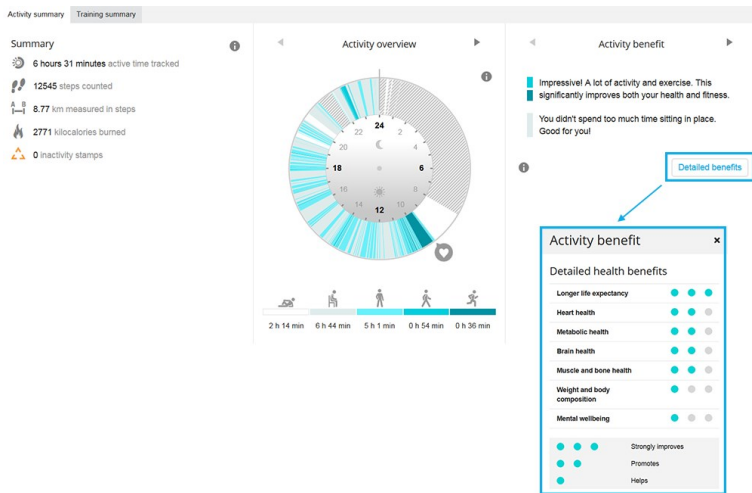 Activity summary
Training summary
Summary
6 hours 31 minutes active time tracked
12545 steps counted
A B
8.77 km measured in steps
2771 kilocalories burned
0 inactivity stamps
Activity overview
24
22
2
20
4
18
6
16
8
14
10
12
2 h 14 min
6 h 44 min
5 h 1 min
0 h 54 min
0 h 36 min
Activity benefit
Impressive! A lot of activity and exercise. This
significantly improves both your health and fitness.
You didn't spend too much time sitting in place.
Good for you!
Detailed benefits
Activity benefit
×
Detailed health benefits
Longer life expectancy
Heart health
Metabolic health
Brain health
Muscle and bone health
Weight and body
composition
Mental wellbeing
Strongly improves
Promotes
Helps